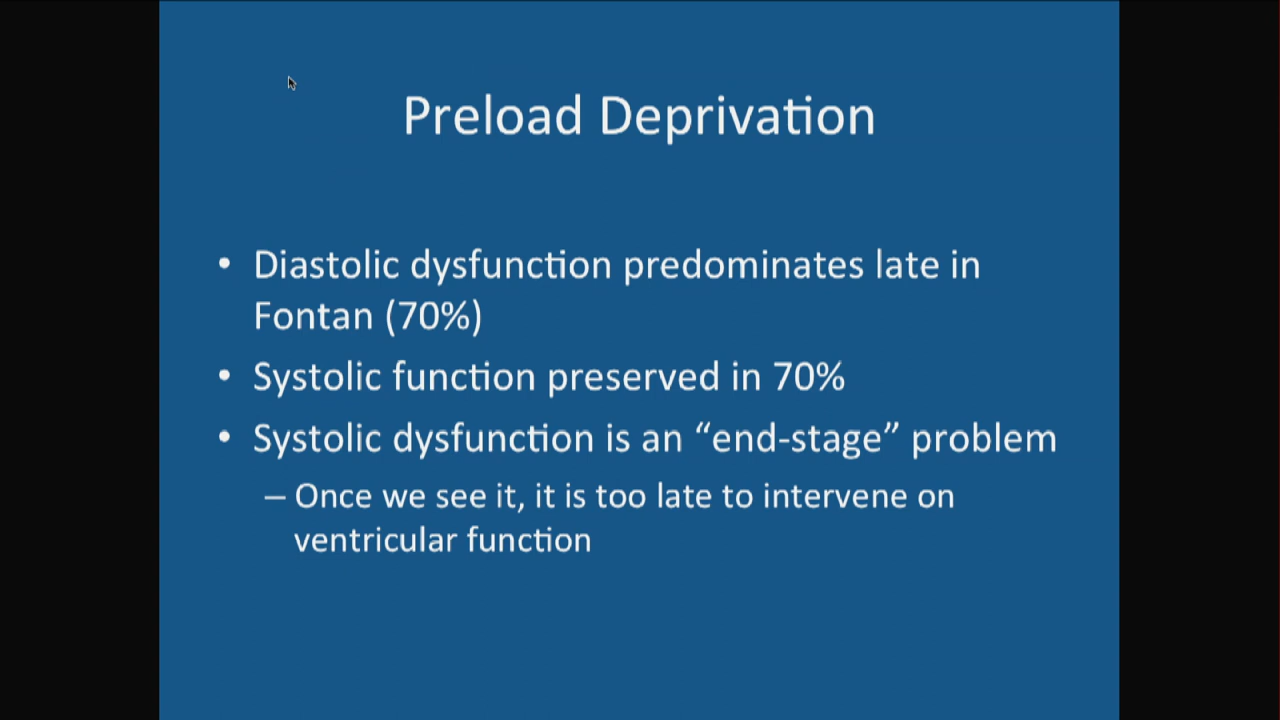 Preload Deprivation
• Diastolic dysfunction predominates late in
Fontan (70%)
• Systolic function preserved in 70%
• Systolic dysfunction is an “end-stage” problem
– Once we see it, it is too late to intervene on
ventricular function